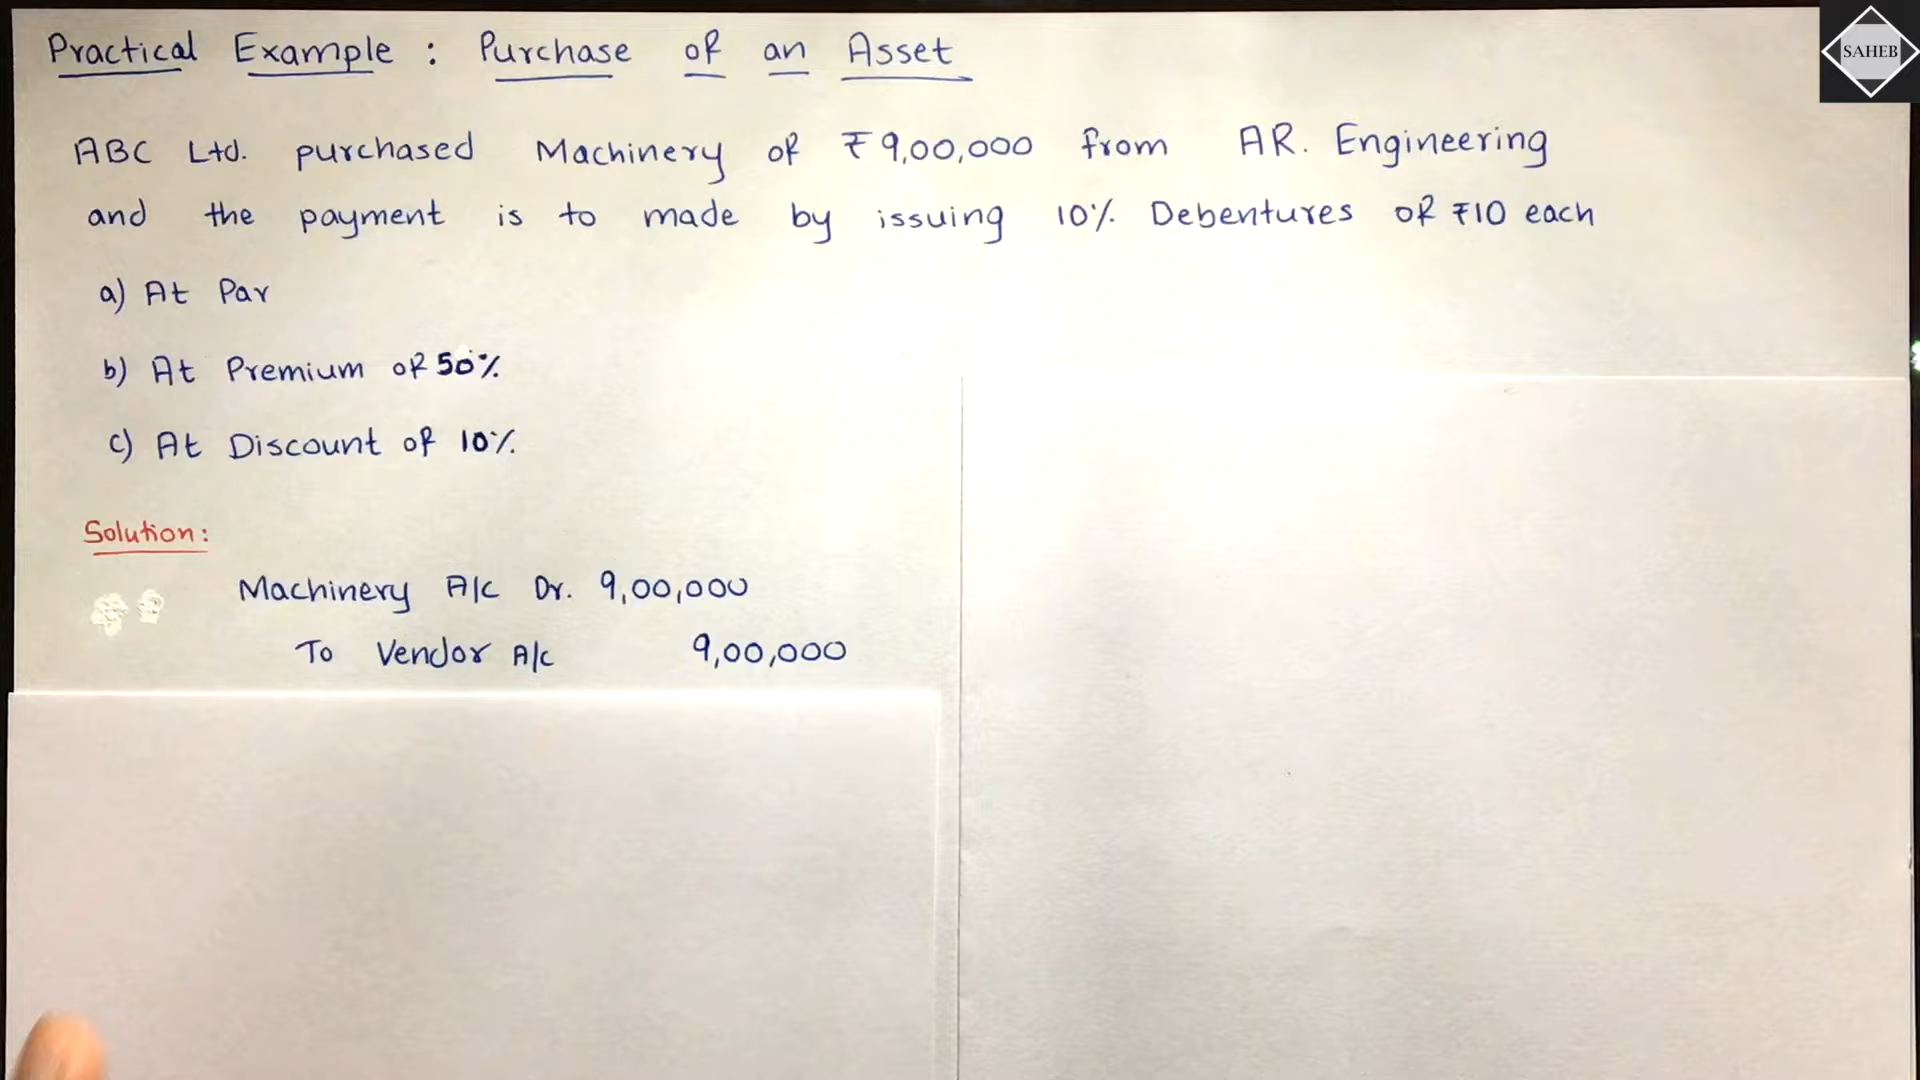 Practical Example : Purchase of an Asset
SAHEB
ABC Ltd. purchased Machinery of ₹9,00,000 from AR. Engineering
and the payment is to made by issuing 10% Debentures of ₹10 each
a) At Par
b) At Premium of 50%
c) At Discount of 10%
Solution:
Machinery A/c Dr. 9,00,000
To Vendor A/c 9,00,000